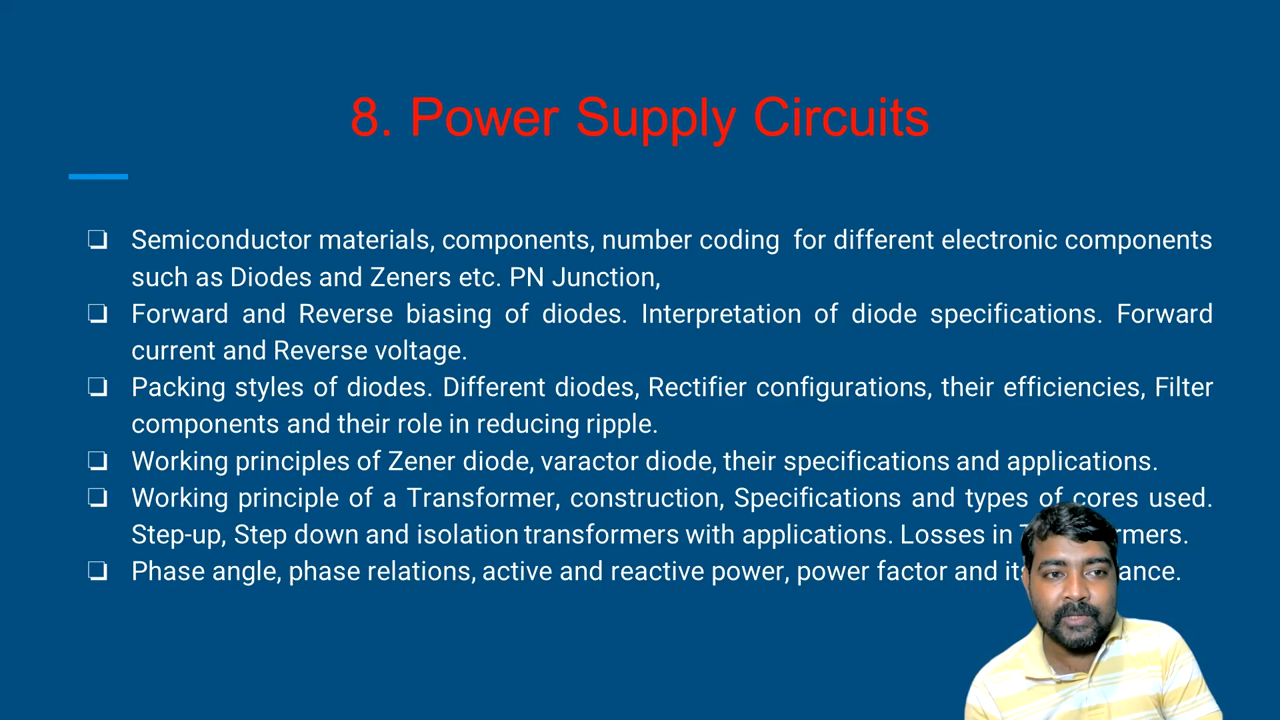 8. Power Supply Circuits
Semiconductor materials, components, number coding for different electronic components
such as Diodes and Zeners etc. PN Junction,
Forward and Reverse biasing of diodes. Interpretation of diode specifications. Forward
current and Reverse voltage.
Packing styles of diodes. Different diodes, Rectifier configurations, their efficiencies, Filter
components and their role in reducing ripple.
Working principles of Zener diode, varactor diode, their specifications and applications.
Working principle of a Transformer, construction, Specifications and types of cores used.
Step-up, Step down and isolation transformers with applications. Losses in
Phase angle, phase relations, active and reactive power, power factor and